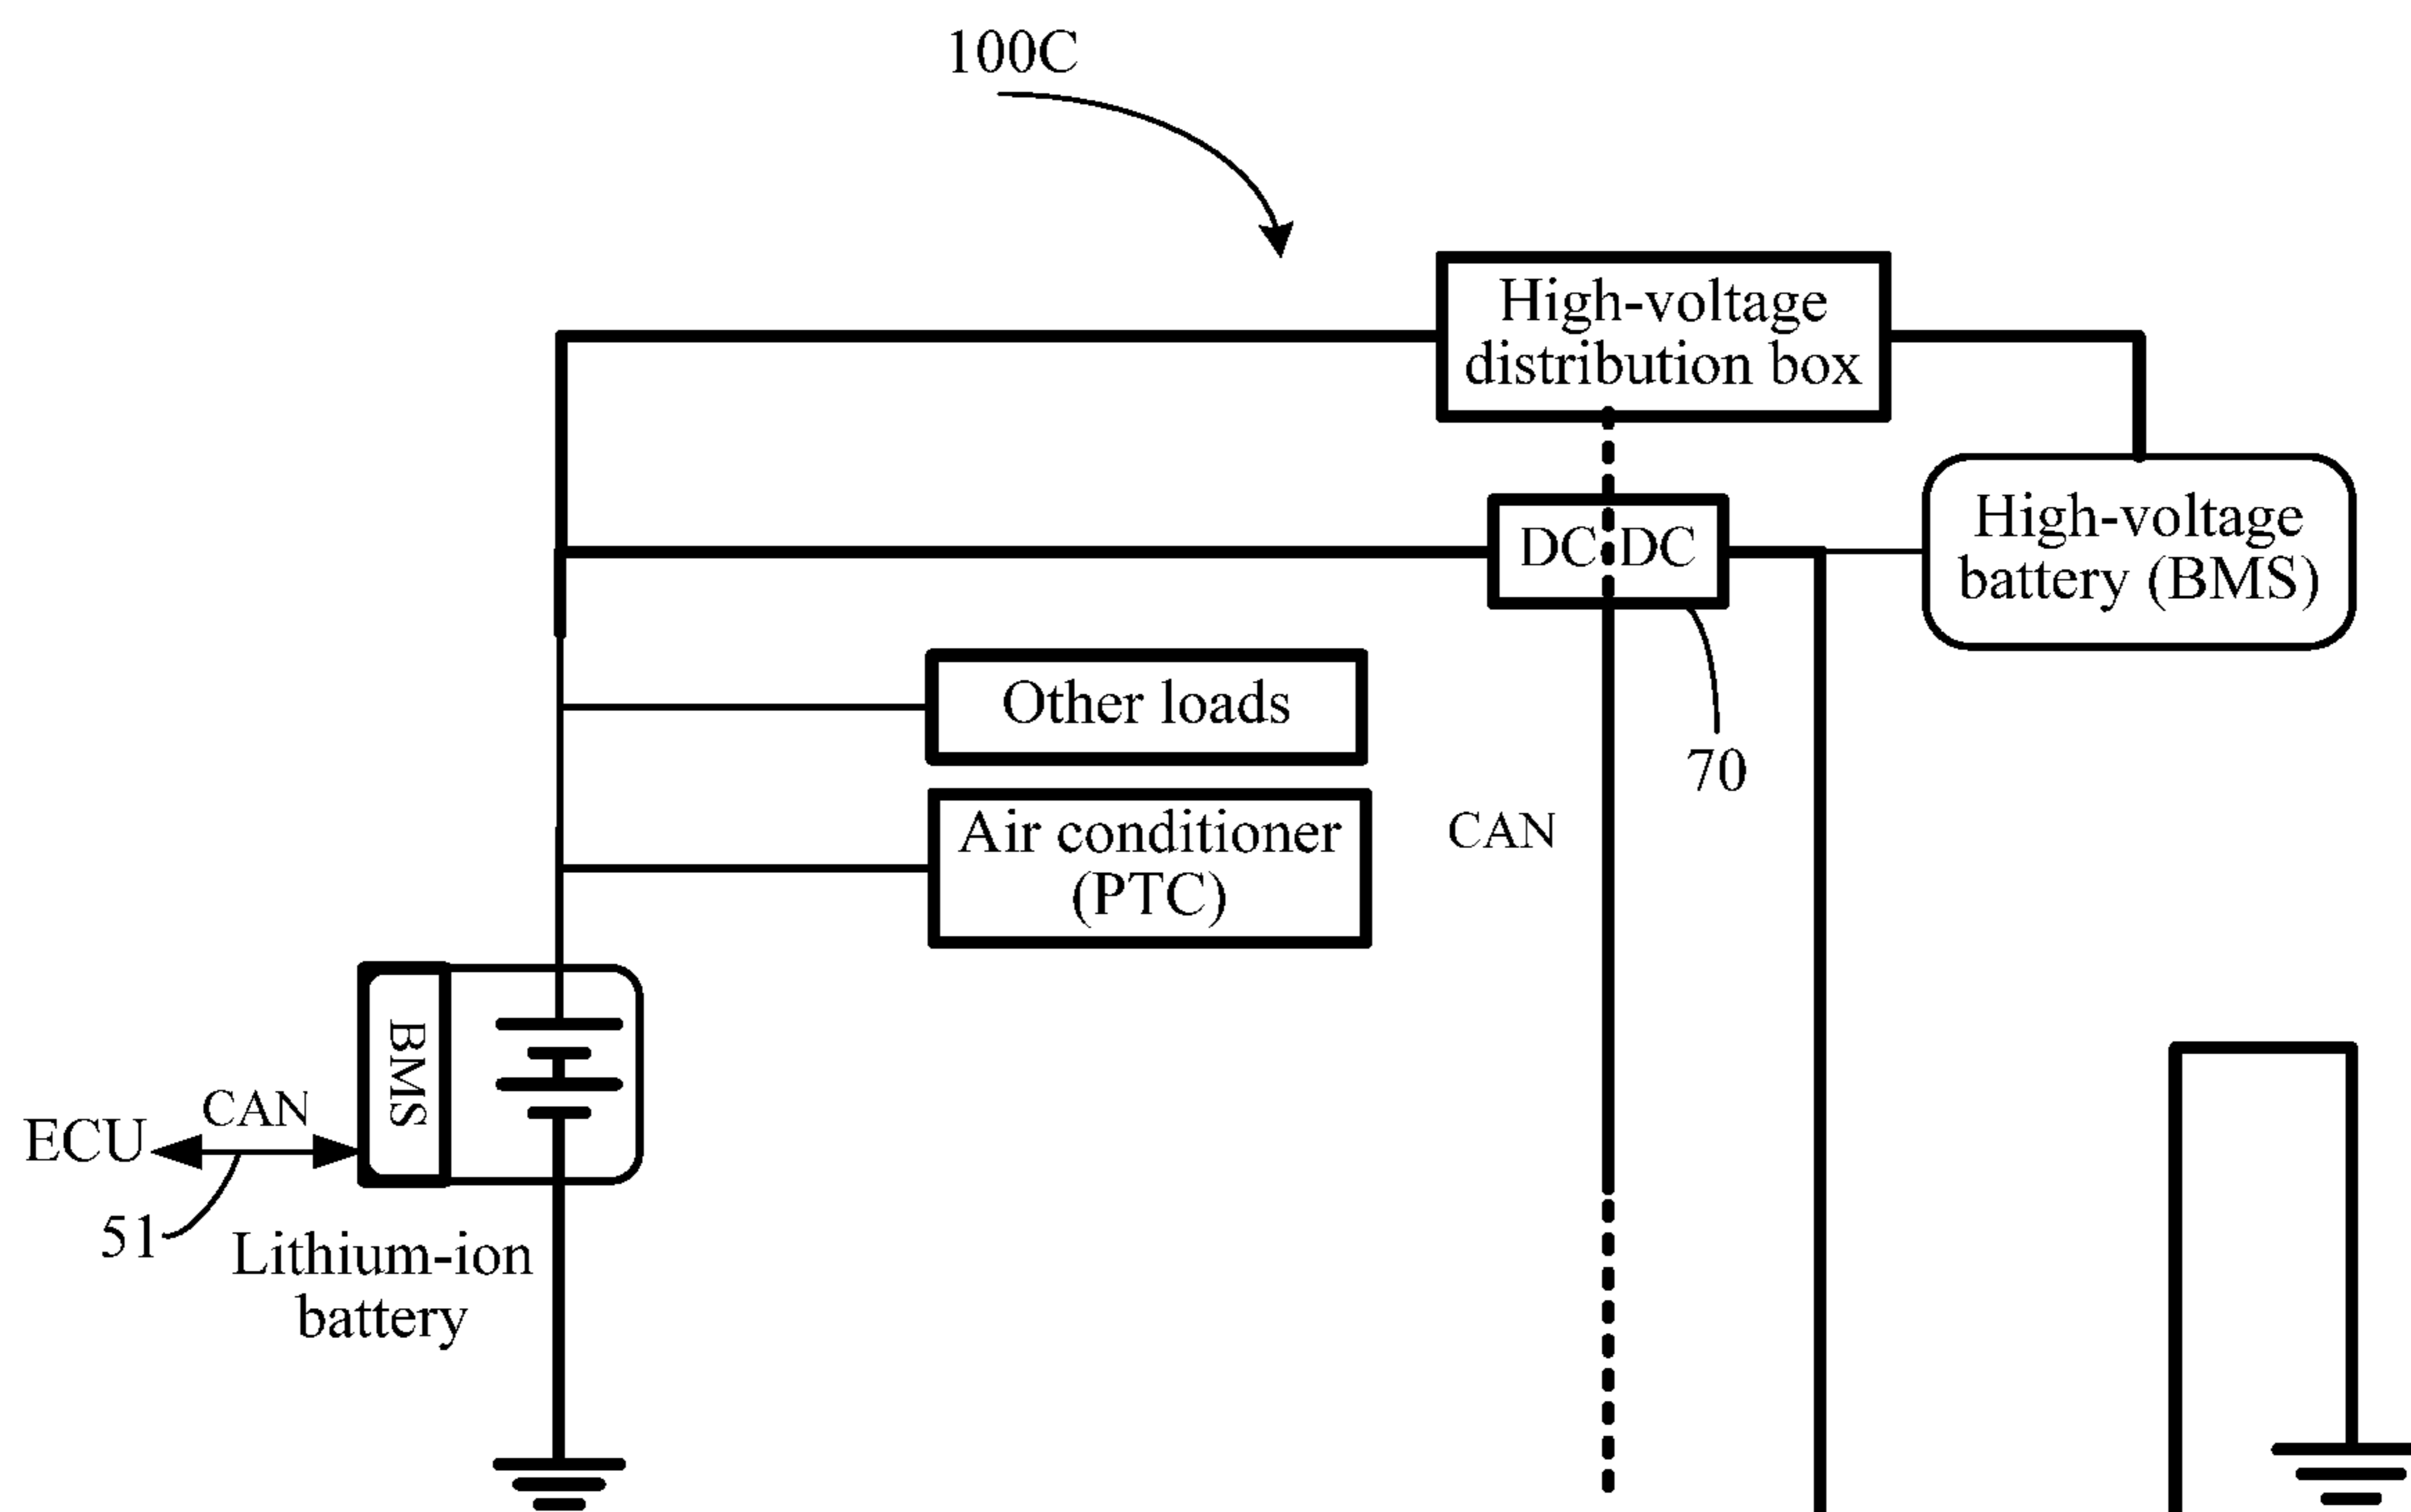 100C
High-voltage
distribution box
DC DC
High-voltage
battery (BMS)
Other loads
70
Air conditioner
(PTC)
CAN
BMS
ECU
CAN
51
Lithium-ion
battery